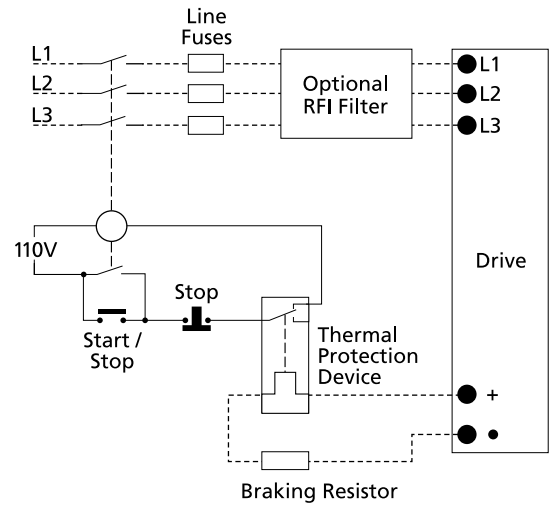 Line
Fuses
L1
L2
L3
Optional
RFI Filter
L1
L2
L3
110V
Drive
Stop
Start /
Stop
Thermal
Protection
Device
+
Braking Resistor